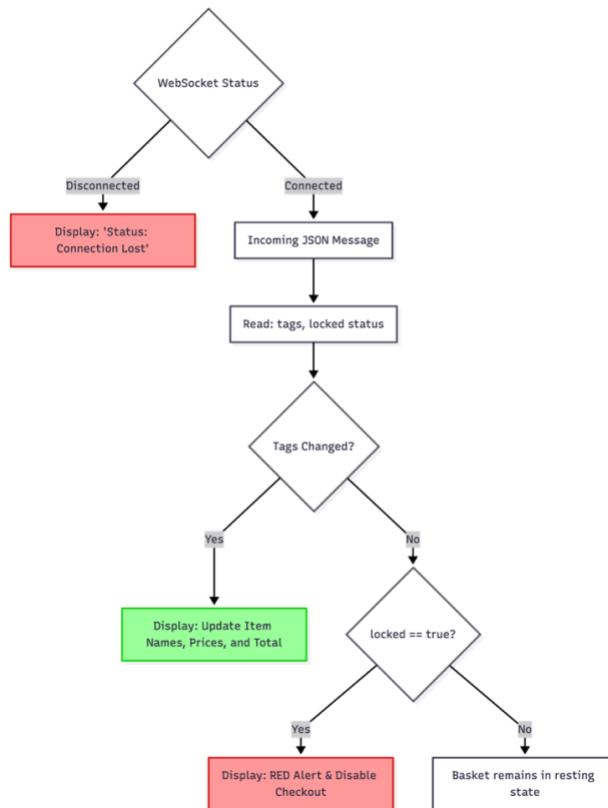 WebSocket Status
Disconnected
Connected
Display: 'Status:
Connection Lost'
Incoming JSON Message
Read: tags, locked status
Tags Changed?
Yes
No
Display: Update Item
Names, Prices, and Total
locked == true?
Yes
No
Display: RED Alert & Disable
Checkout
Basket remains in resting
state